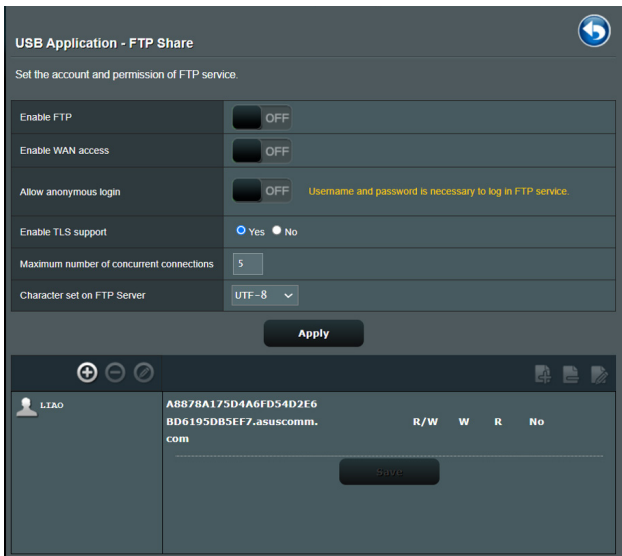 USB Application - FTP Share
Set the account and permission of FTP service.
Enable FTP OFF
Enable WAN access OFF
Allow anonymous login OFF Username and password is necessary to log in FTP service.
Enable TLS support Yes No
Maximum number of concurrent connections 5
Character set on FTP Server UTF-8
Apply
LIAO
A8878A175D4A6FD54D2E6
BD6195DB5EF7.asuscomm. R/W W R No
com
Save